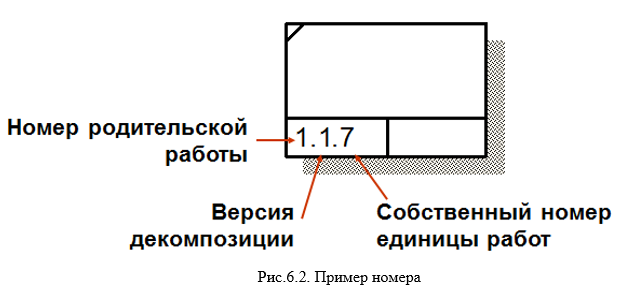 1.1.7
Номер родительской
работы
Версия
декомпозиции
Собственный номер
единицы работ
Рис.6.2. Пример номера